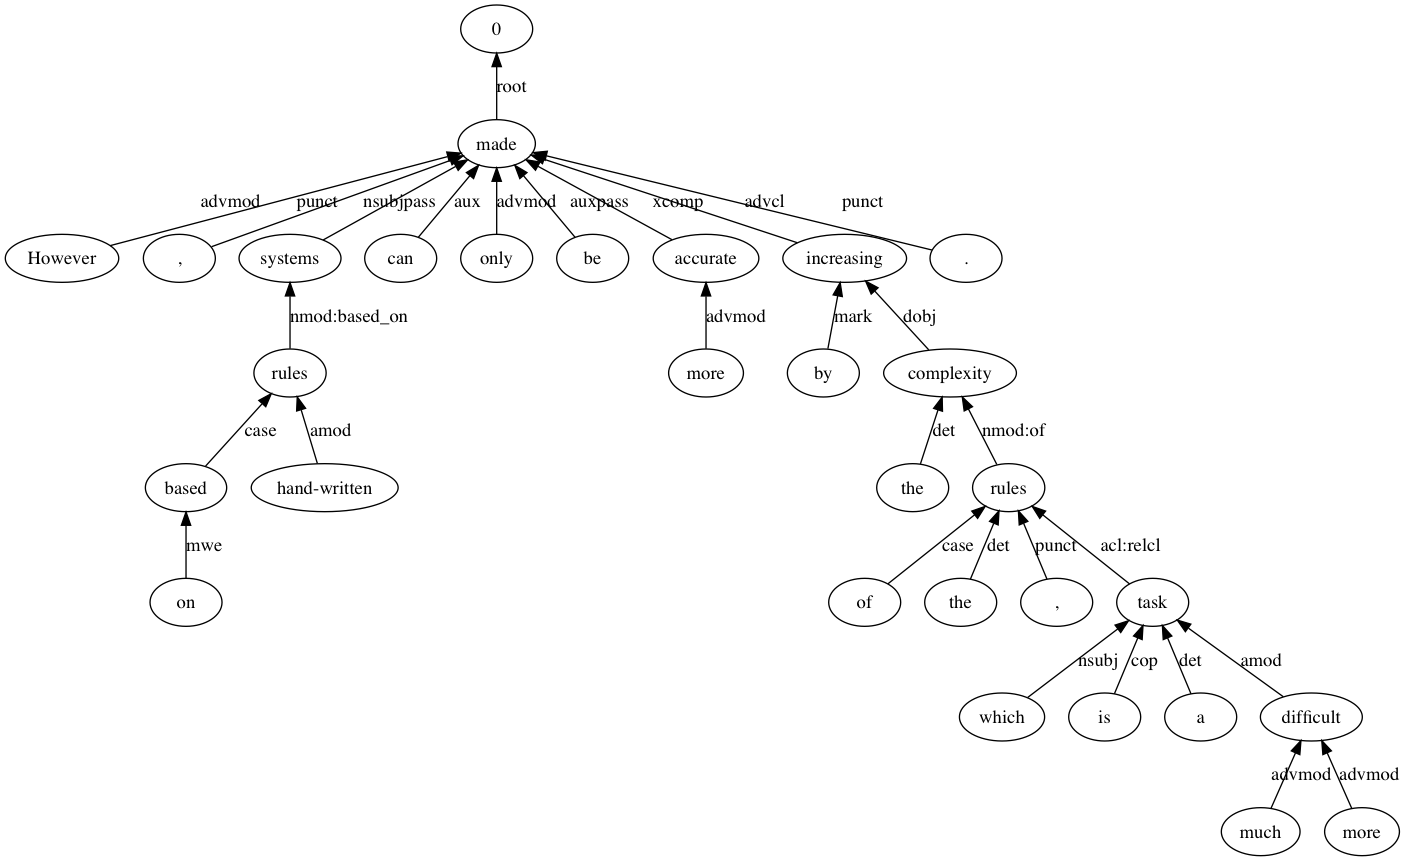 0
root
made
advmod punct nsubjpass aux advmod auxpass xcomp advcl punct
However , systems can only be accurate increasing .
nmod:based_on advmod mark dobj
rules more by complexity
case amod det nmod:of
based hand-written the rules
mwe case det punct acl:relcl
on of the , task
nsubj cop det amod
which is a difficult
advmod advmod
much more